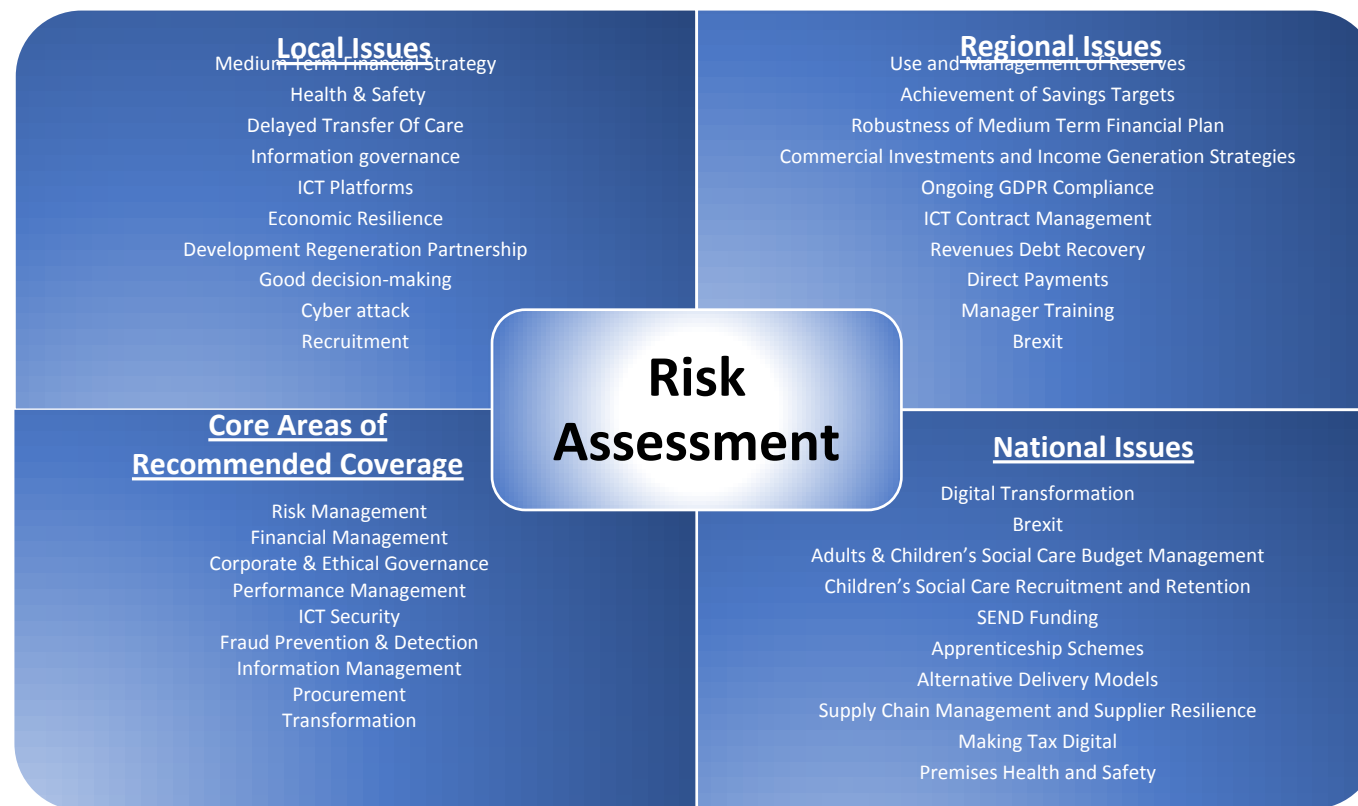 Local Issues
Medium Term Financial Strategy
Health & Safety
Delayed Transfer Of Care
Information governance
ICT Platforms
Economic Resilience
Development Regeneration Partnership
Good decision-making
Cyber attack
Recruitment
Regional Issues
Use and Management of Reserves
Achievement of Savings Targets
Robustness of Medium Term Financial Plan
Commercial Investments and Income Generation Strategies
Ongoing GDPR Compliance
ICT Contract Management
Revenues Debt Recovery
Direct Payments
Manager Training
Brexit
Risk
Assessment
Core Areas of
Recommended Coverage
Risk Management
Financial Management
Corporate & Ethical Governance
Performance Management
ICT Security
Fraud Prevention & Detection
Information Management
Procurement
Transformation
National Issues
Digital Transformation
Brexit
Adults & Children’s Social Care Budget Management
Children’s Social Care Recruitment and Retention
SEND Funding
Apprenticeship Schemes
Alternative Delivery Models
Supply Chain Management and Supplier Resilience
Making Tax Digital
Premises Health and Safety